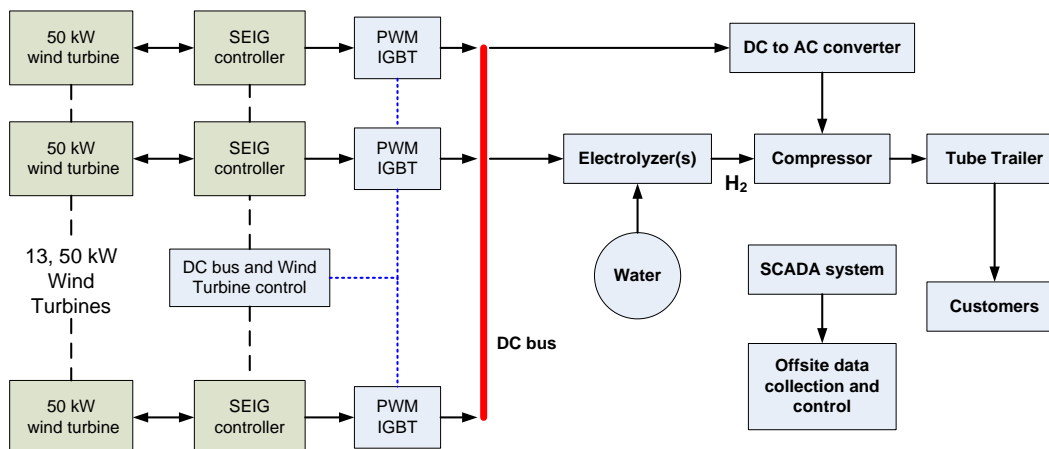 50 kW
wind turbine
SEIG
controller
PWM
IGBT
DC to AC converter
50 kW
wind turbine
SEIG
controller
PWM
IGBT
Electrolyzer(s)
H₂
Compressor
Tube Trailer
13, 50 kW
Wind
Turbines
DC bus and Wind
Turbine control
Water
SCADA system
Customers
DC bus
Offsite data
collection and
control
50 kW
wind turbine
SEIG
controller
PWM
IGBT